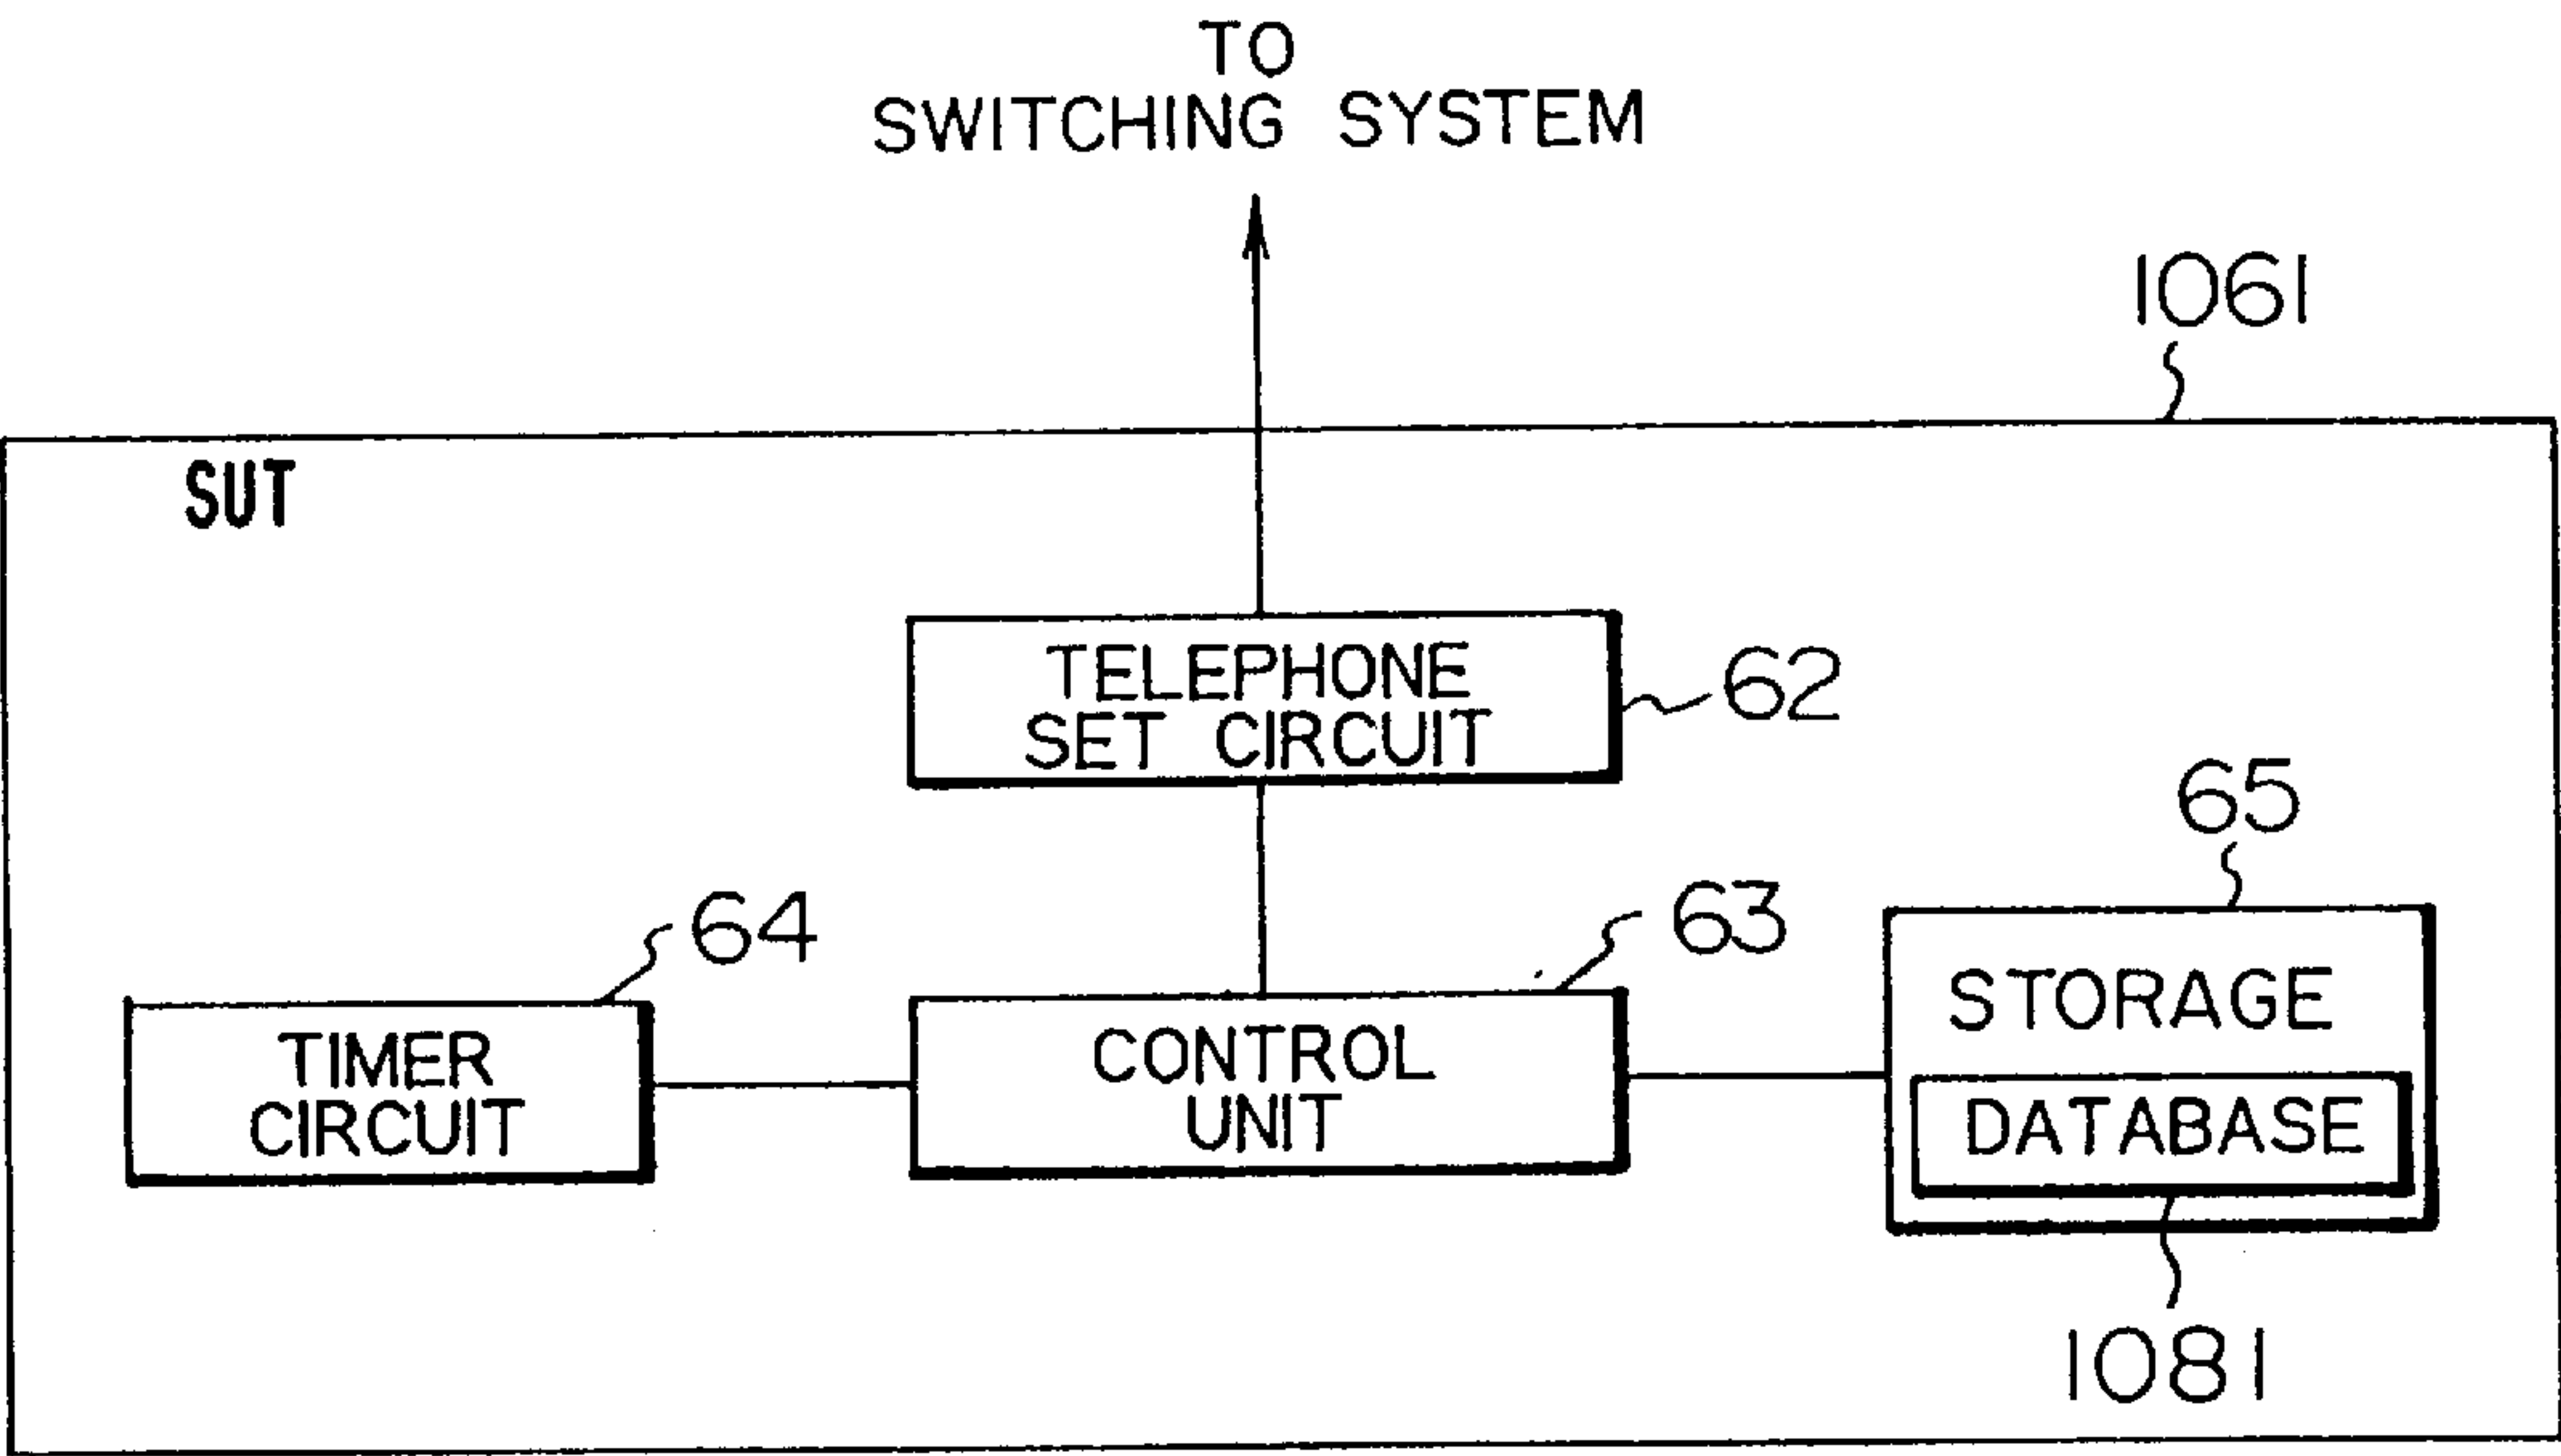 TO
SWITCHING SYSTEM
1061
SUT
TELEPHONE
SET CIRCUIT
62
65
64
63
STORAGE
TIMER
CIRCUIT
CONTROL
UNIT
DATABASE
1081